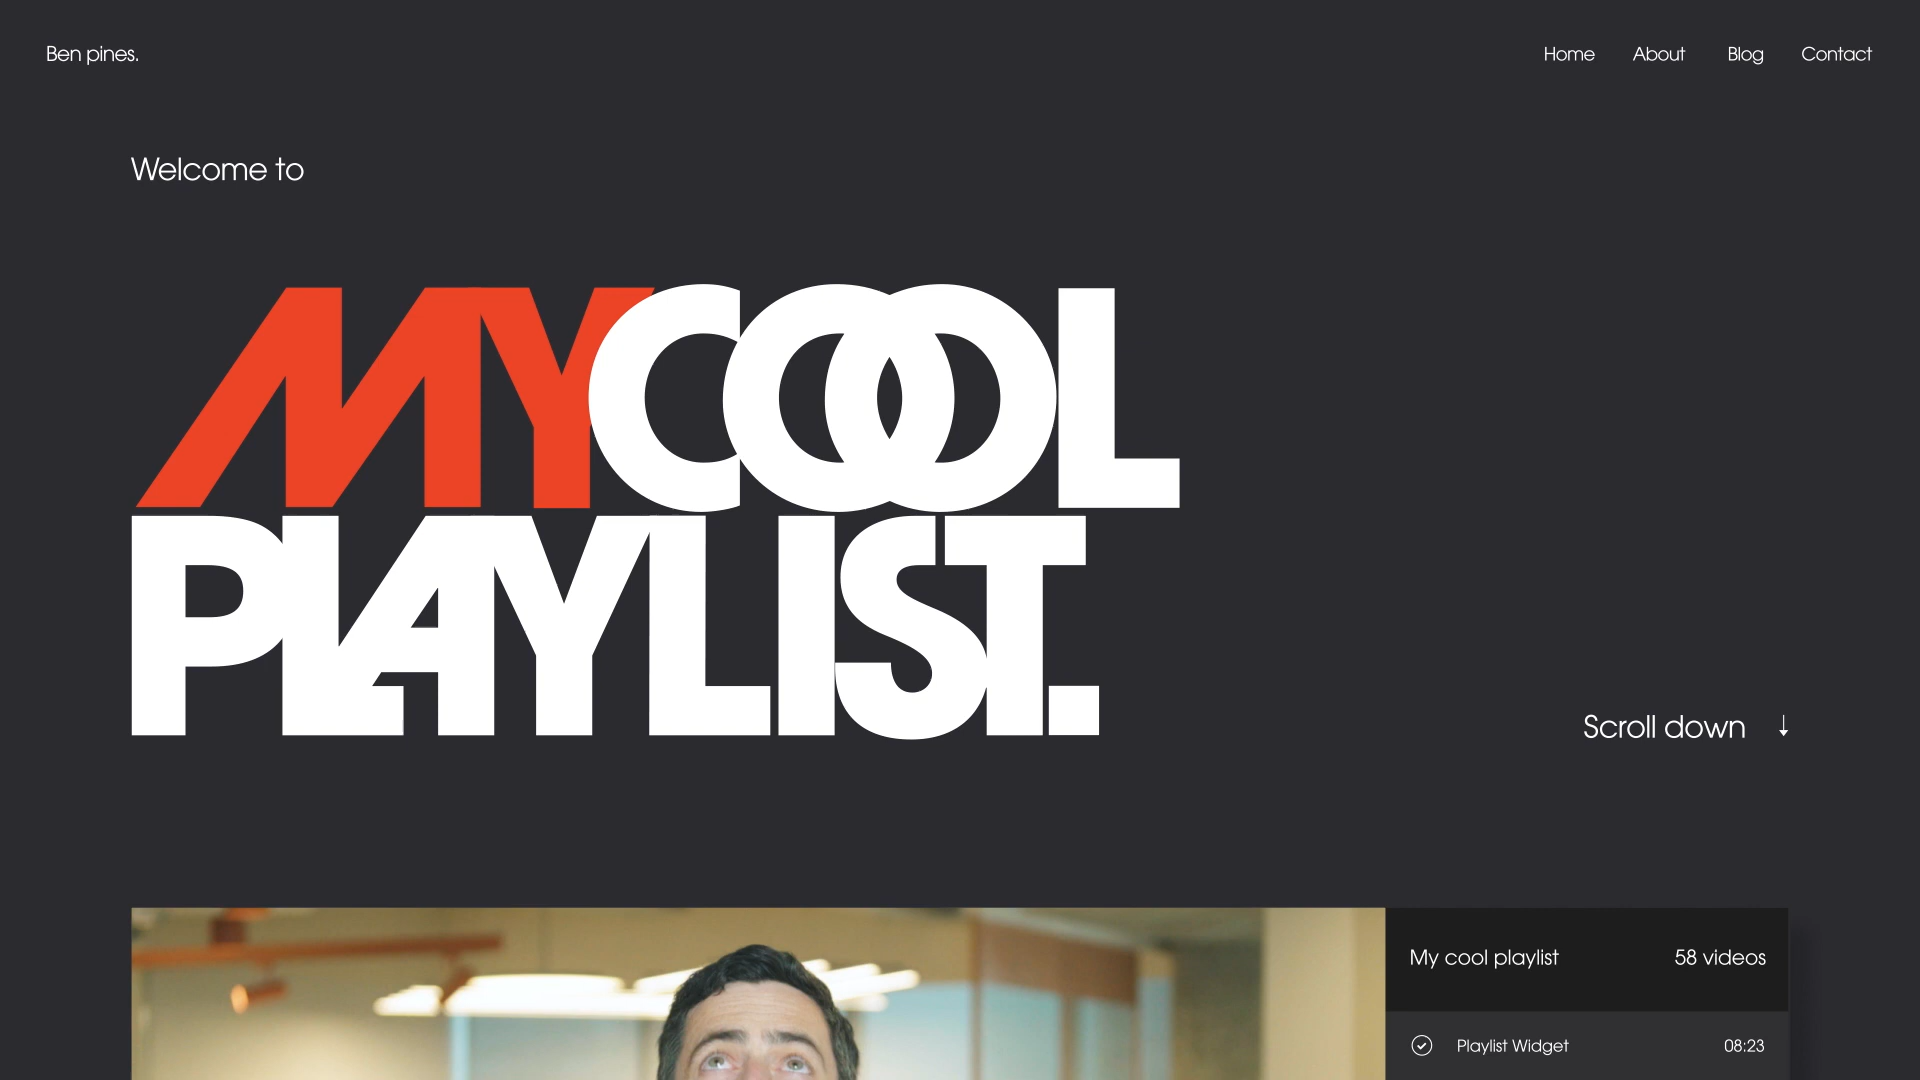 Ben pines.
Home About Blog Contact
Welcome to
MYCOOL
PLAYLIST.
Scroll down
My cool playlist 58 videos
Playlist Widget 08:23